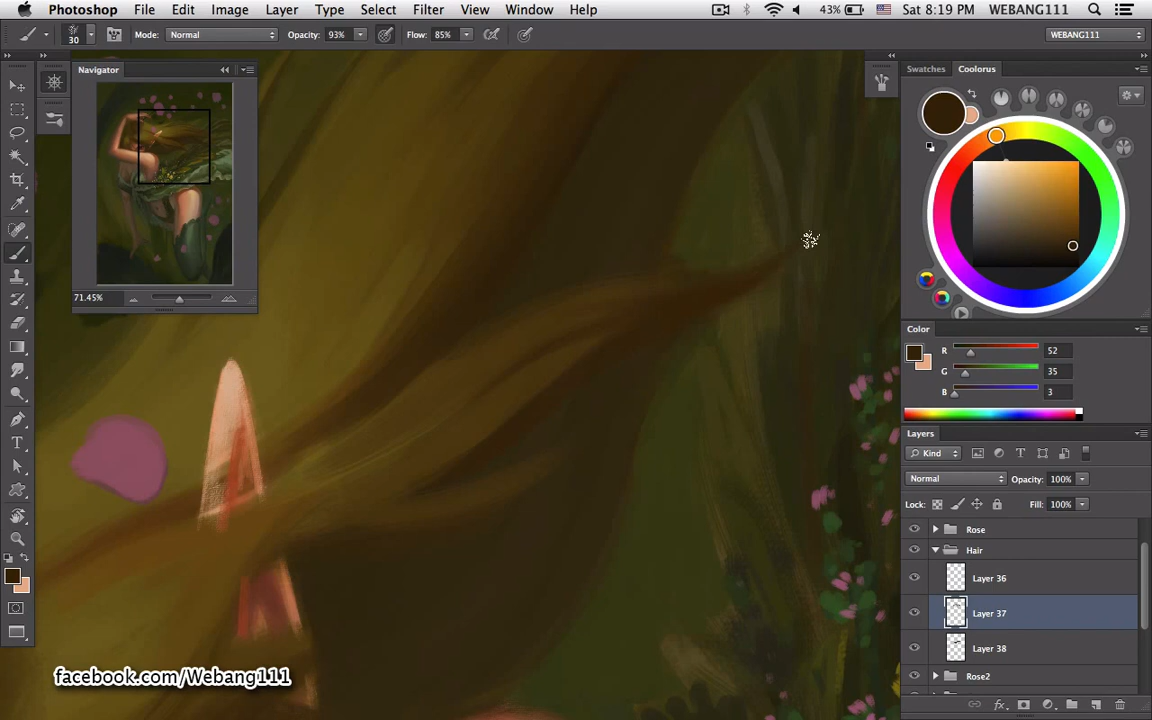 Photoshop File Edit Image Layer Type Select Filter View Window Help 43% Sat 8:19 PM WEBANG111
30 Mode: Normal Opacity: 93% Flow: 85% WEBANG111
Navigator
71.45%
Swatches Coolorus
Color
R 52
G 35
B 3
Layers
Kind
Normal Opacity: 100%
Lock: Fill: 100%
Rose
Hair
Layer 36
Layer 37
Layer 38
Rose2
facebook.com/Webang111